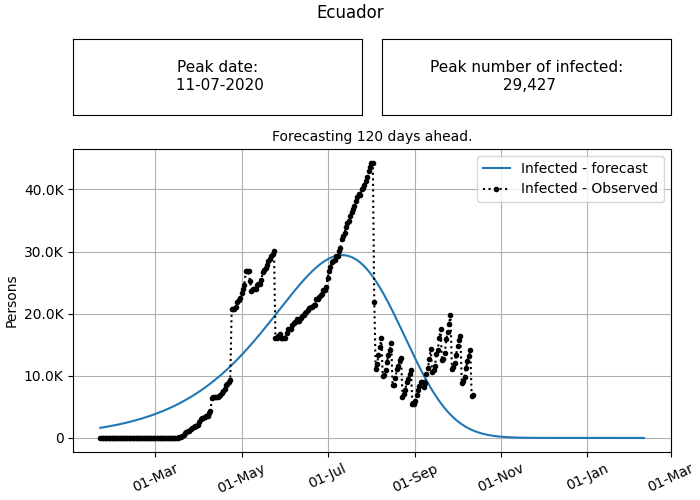 Ecuador
Peak date:
11-07-2020
Peak number of infected:
29,427
Forecasting 120 days ahead.
Infected - forecast
Infected - Observed
Persons
40.0K
30.0K
20.0K
10.0K
0
01-Mar
01-May
01-Jul
01-Sep
01-Nov
01-Jan
01-Mar